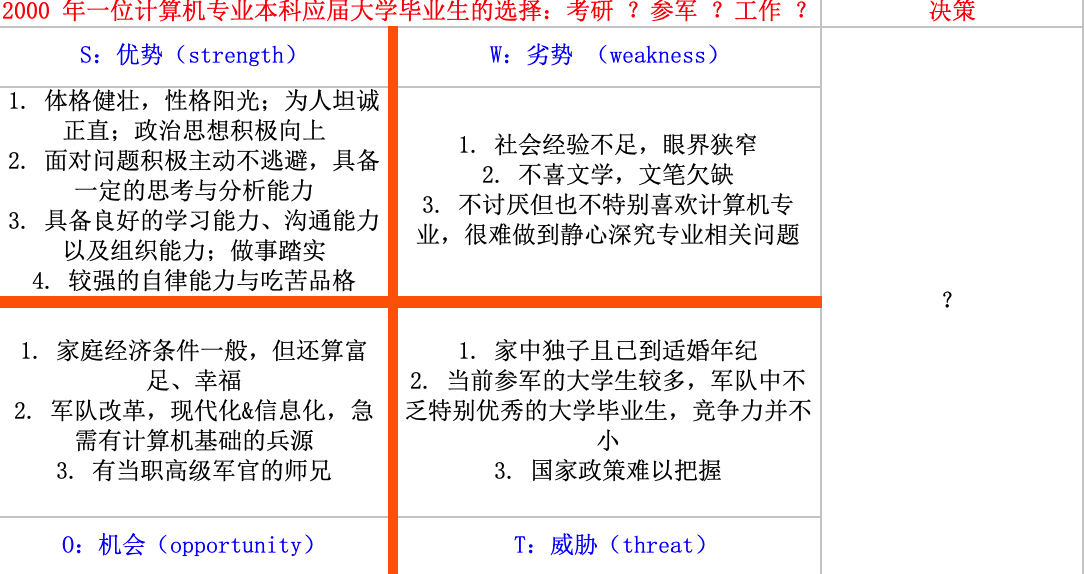 2000 年一位计算机专业本科应届大学毕业生的选择：考研 ？参军 ？工作 ？
决策
S：优势（strength）
W：劣势 （weakness）
1. 体格健壮，性格阳光；为人坦诚
正直；政治思想积极向上
2. 面对问题积极主动不逃避，具备
一定的思考与分析能力
3. 具备良好的学习能力、沟通能力
以及组织能力；做事踏实
4. 较强的自律能力与吃苦品格
1. 社会经验不足，眼界狭窄
2. 不喜文学，文笔欠缺
3. 不讨厌但也不特别喜欢计算机专
业，很难做到静心深究专业相关问题
？
1. 家庭经济条件一般，但还算富
足、幸福
2. 军队改革，现代化&信息化，急
需有计算机基础的兵源
3. 有当职高级军官的师兄
1. 家中独子且已到适婚年纪
2. 当前参军的大学生较多，军队中不
乏特别优秀的大学毕业生，竞争力并不
小
3. 国家政策难以把握
O：机会（opportunity）
T：威胁（threat）